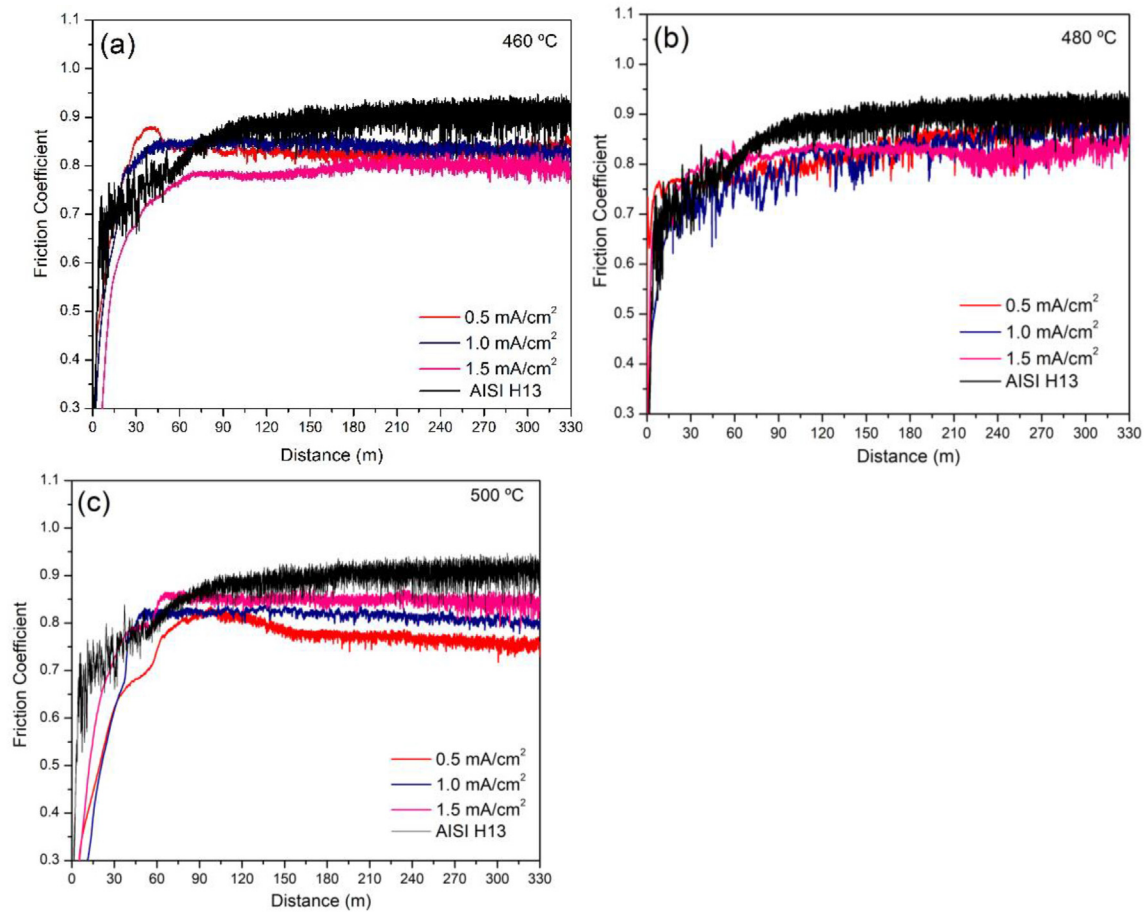 (a)
460 ºC
Friction Coefficient
1.1
1.0
0.9
0.8
0.7
0.6
0.5
0.4
0.3
0.5 mA/cm²
1.0 mA/cm²
1.5 mA/cm²
AISI H13
0 30 60 90 120 150 180 210 240 270 300 330
Distance (m)
(b)
480 ºC
Friction Coefficient
1.1
1.0
0.9
0.8
0.7
0.6
0.5
0.4
0.3
0.5 mA/cm²
1.0 mA/cm²
1.5 mA/cm²
AISI H13
0 30 60 90 120 150 180 210 240 270 300 330
Distance (m)
(c)
500 ºC
Friction Coefficient
1.1
1.0
0.9
0.8
0.7
0.6
0.5
0.4
0.3
0.5 mA/cm²
1.0 mA/cm²
1.5 mA/cm²
AISI H13
0 30 60 90 120 150 180 210 240 270 300 330
Distance (m)